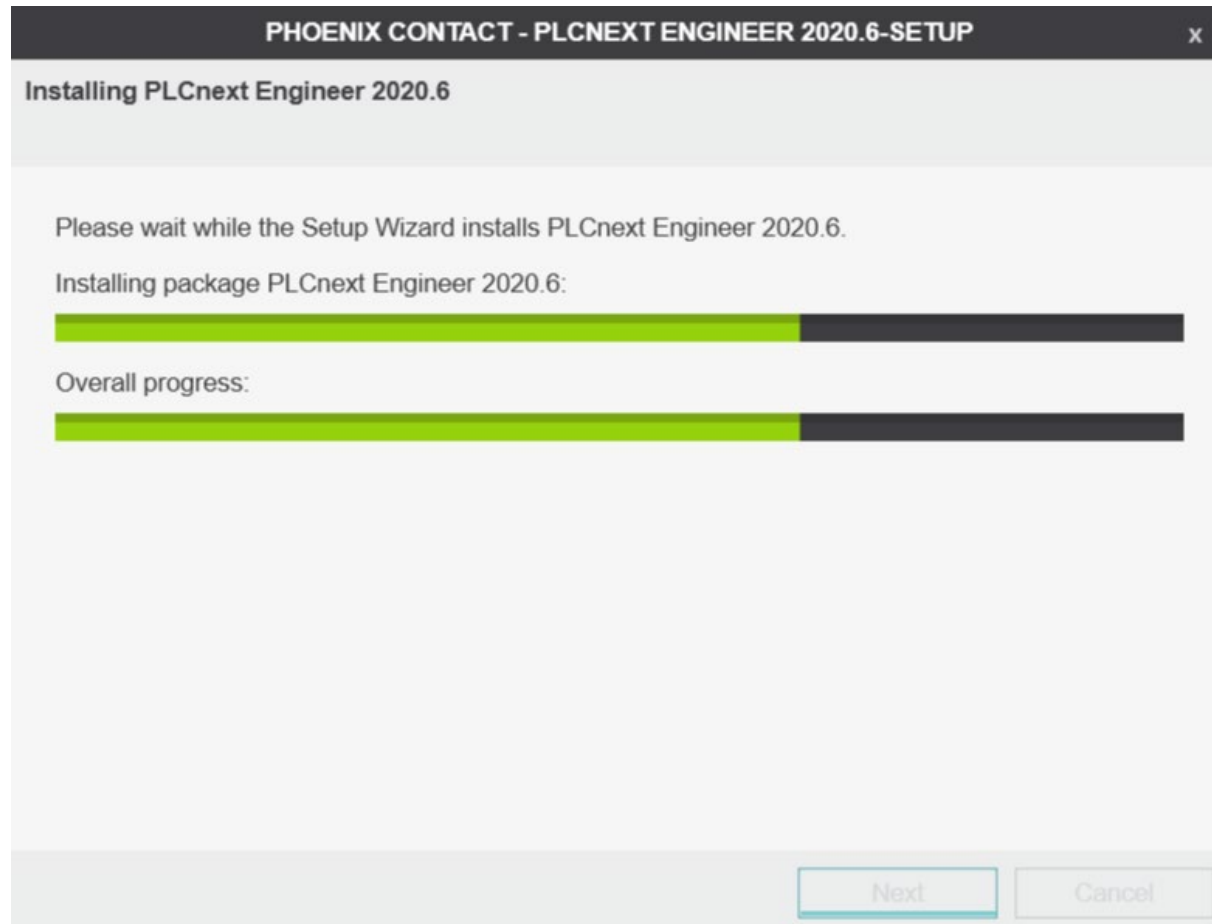 PHOENIX CONTACT - PLCNEXT ENGINEER 2020.6-SETUP x
Installing PLCnext Engineer 2020.6
Please wait while the Setup Wizard installs PLCnext Engineer 2020.6.
Installing package PLCnext Engineer 2020.6:
Overall progress:
Next Cancel